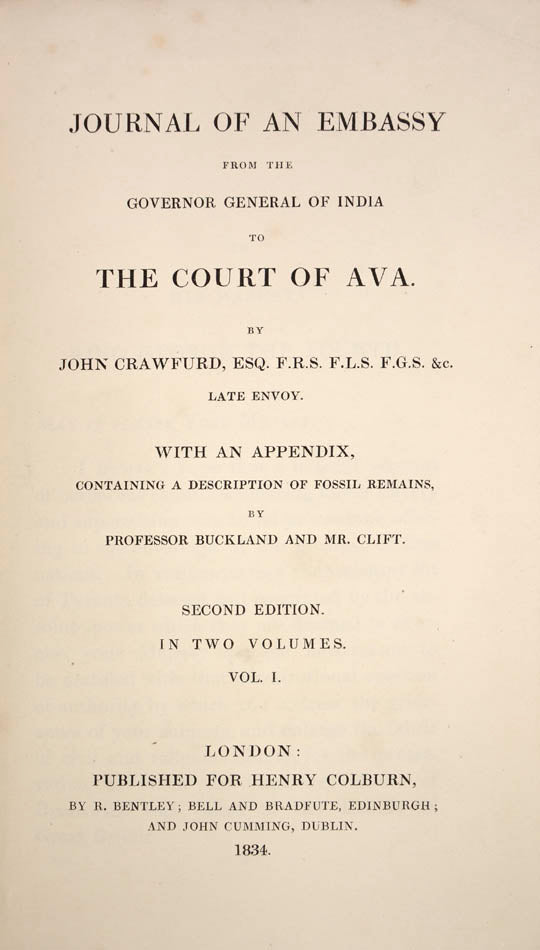 JOURNAL OF AN EMBASSY
FROM THE
GOVERNOR GENERAL OF INDIA
TO
THE COURT OF AVA.
BY
JOHN CRAWFURD, ESQ. F.R.S. F.L.S. F.G.S. &c.
LATE ENVOY.
WITH AN APPENDIX,
CONTAINING A DESCRIPTION OF FOSSIL REMAINS,
BY
PROFESSOR BUCKLAND AND MR. CLIFT.
SECOND EDITION.
IN TWO VOLUMES.
VOL. I.
LONDON:
PUBLISHED FOR HENRY COLBURN,
BY R. BENTLEY; BELL AND BRADFUTE, EDINBURGH;
AND JOHN CUMMING, DUBLIN.
1834.